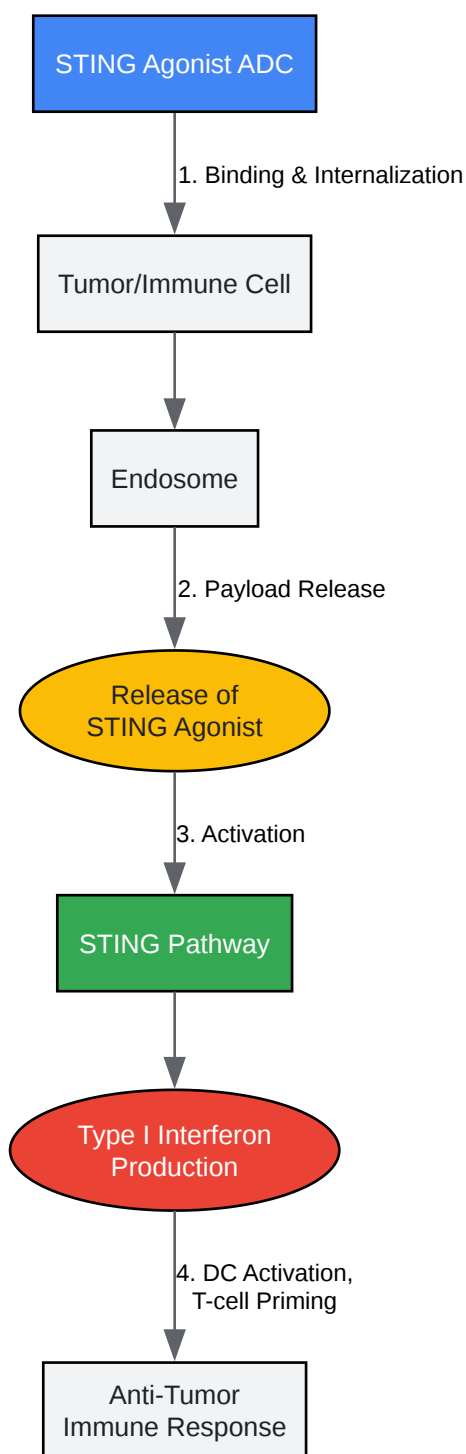 STING Agonist ADC
1. Binding & Internalization
Tumor/Immune Cell
Endosome
2. Payload Release
Release of
STING Agonist
3. Activation
STING Pathway
Type I Interferon
Production
4. DC Activation,
T-cell Priming
Anti-Tumor
Immune Response